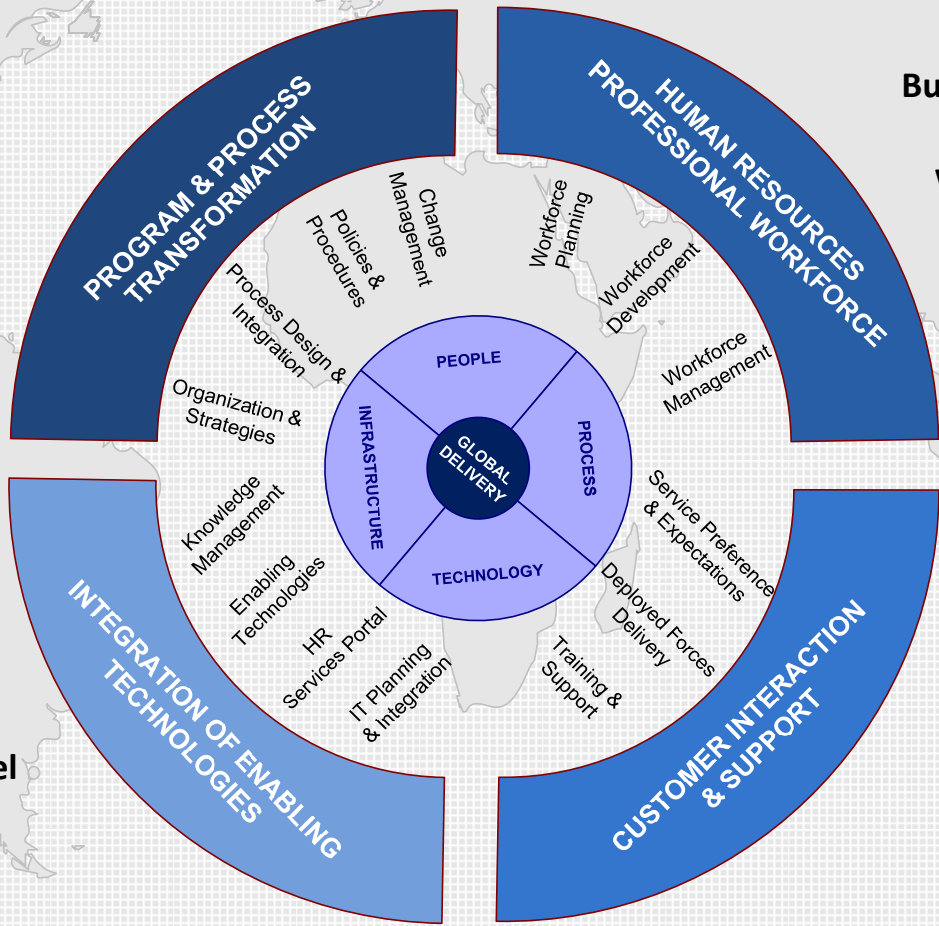 PROGRAM & PROCESS
TRANSFORMATION
HUMAN RESOURCES
PROFESSIONAL WORKFORCE
Bu
Change
Management
Policies &
Procedures
Process Design &
Integration
Organization &
Strategies
Workforce
Planning
Workforce
Development
Workforce
Management
PEOPLE
PROCESS
TECHNOLOGY
INFRASTRUCTURE
GLOBAL
DELIVERY
Knowledge
Management
Enabling
Technologies
HR
Services Portal
IT Planning
& Integration
Service Preference
& Expectations
Deployed Forces
Delivery
Training &
Support
INTEGRATION OF ENABLING
TECHNOLOGIES
CUSTOMER INTERACTION
& SUPPORT
el